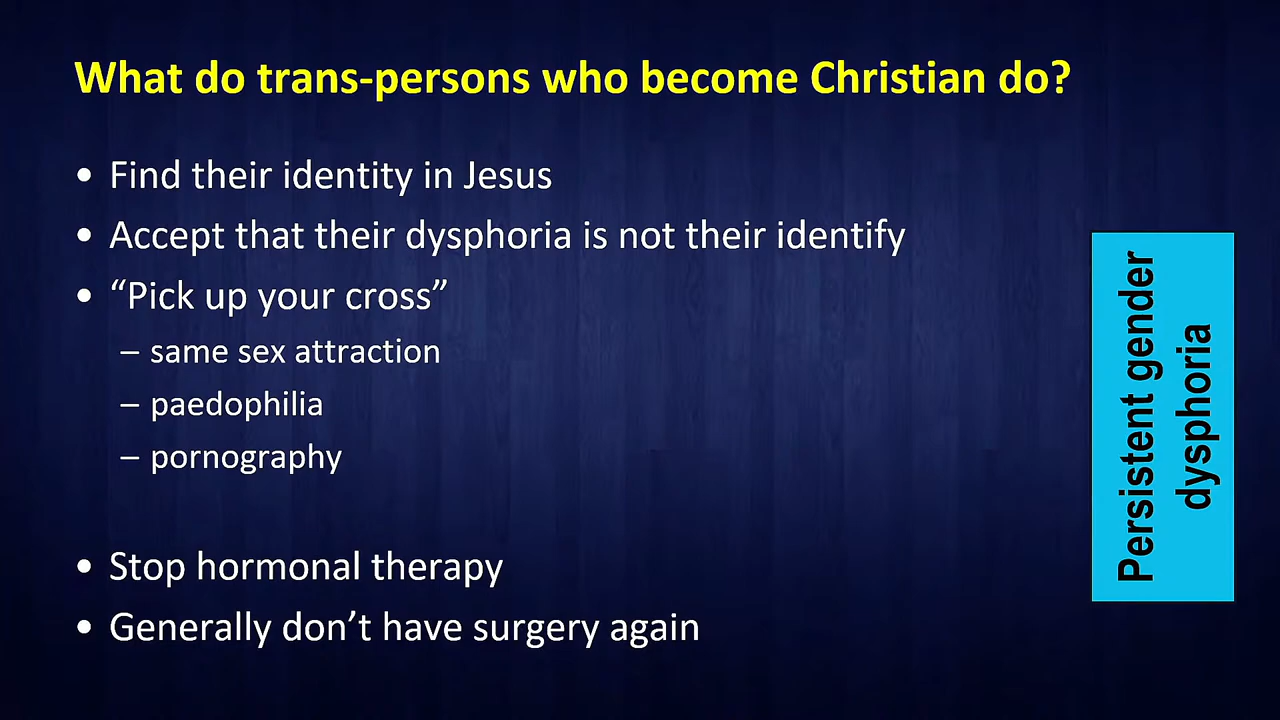 What do trans-persons who become Christian do?
• Find their identity in Jesus
• Accept that their dysphoria is not their identify
• “Pick up your cross”
– same sex attraction
– paedophilia
– pornography
• Stop hormonal therapy
• Generally don’t have surgery again
Persistent gender
dysphoria